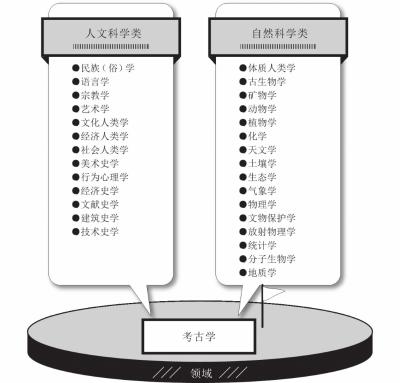 人文科学类
●民族（俗）学
●语言学
●宗教学
●艺术学
●文化人类学
●经济人类学
●社会人类学
●美术史学
●行为心理学
●经济史学
●文献史学
●建筑史学
●技术史学
自然科学类
●体质人类学
●古生物学
●矿物学
●动物学
●植物学
●化学
●天文学
●土壤学
●生态学
●气象学
●物理学
●文物保护学
●放射物理学
●统计学
●分子生物学
●地质学
考古学
领域